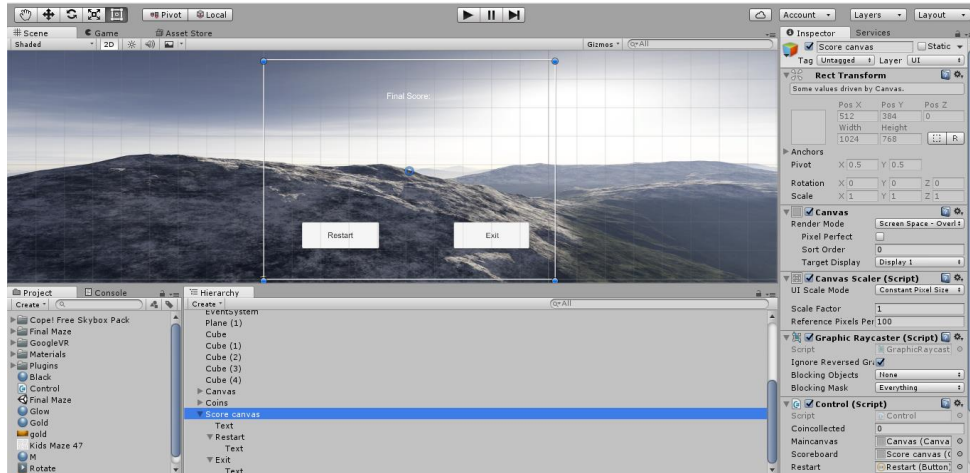 Pivot Local Account Layers Layout
Scene Game Asset Store
Shaded 2D Gizmos All
Final Score:
Restart Exit
Project Console
Create
Cope! Free Skybox Pack
Final Maze
GoogleVR
Materials
Plugins
Black
Control
Final Maze
Glow
Gold
gold
Kids Maze 47
M
Rotate
Hierarchy
Create All
EventSystem
Plane (1)
Cube
Cube (1)
Cube (2)
Cube (3)
Cube (4)
Canvas
Coins
Score canvas
Text
Restart
Text
Exit
Text
Inspector Services
Score canvas Static
Tag Untagged Layer UI
Rect Transform
Some values driven by Canvas.
Pos X Pos Y Pos Z
512 384 0
Width Height
1024 768 R
Anchors
Pivot X 0.5 Y 0.5
Rotation X 0 Y 0 Z 0
Scale X 1 Y 1 Z 1
Canvas
Render Mode Screen Space - Overl
Pixel Perfect
Sort Order 0
Target Display Display 1
Canvas Scaler (Script)
UI Scale Mode Constant Pixel Size
Scale Factor 1
Reference Pixels Per 100
Graphic Raycaster (Script)
Script GraphicRaycast
Ignore Reversed Gra
Blocking Objects None
Blocking Mask Everything
Control (Script)
Script Control
Coincollected 0
Maincanvas Canvas (Canva
Scoreboard Score canvas (
Restart Restart (Button)